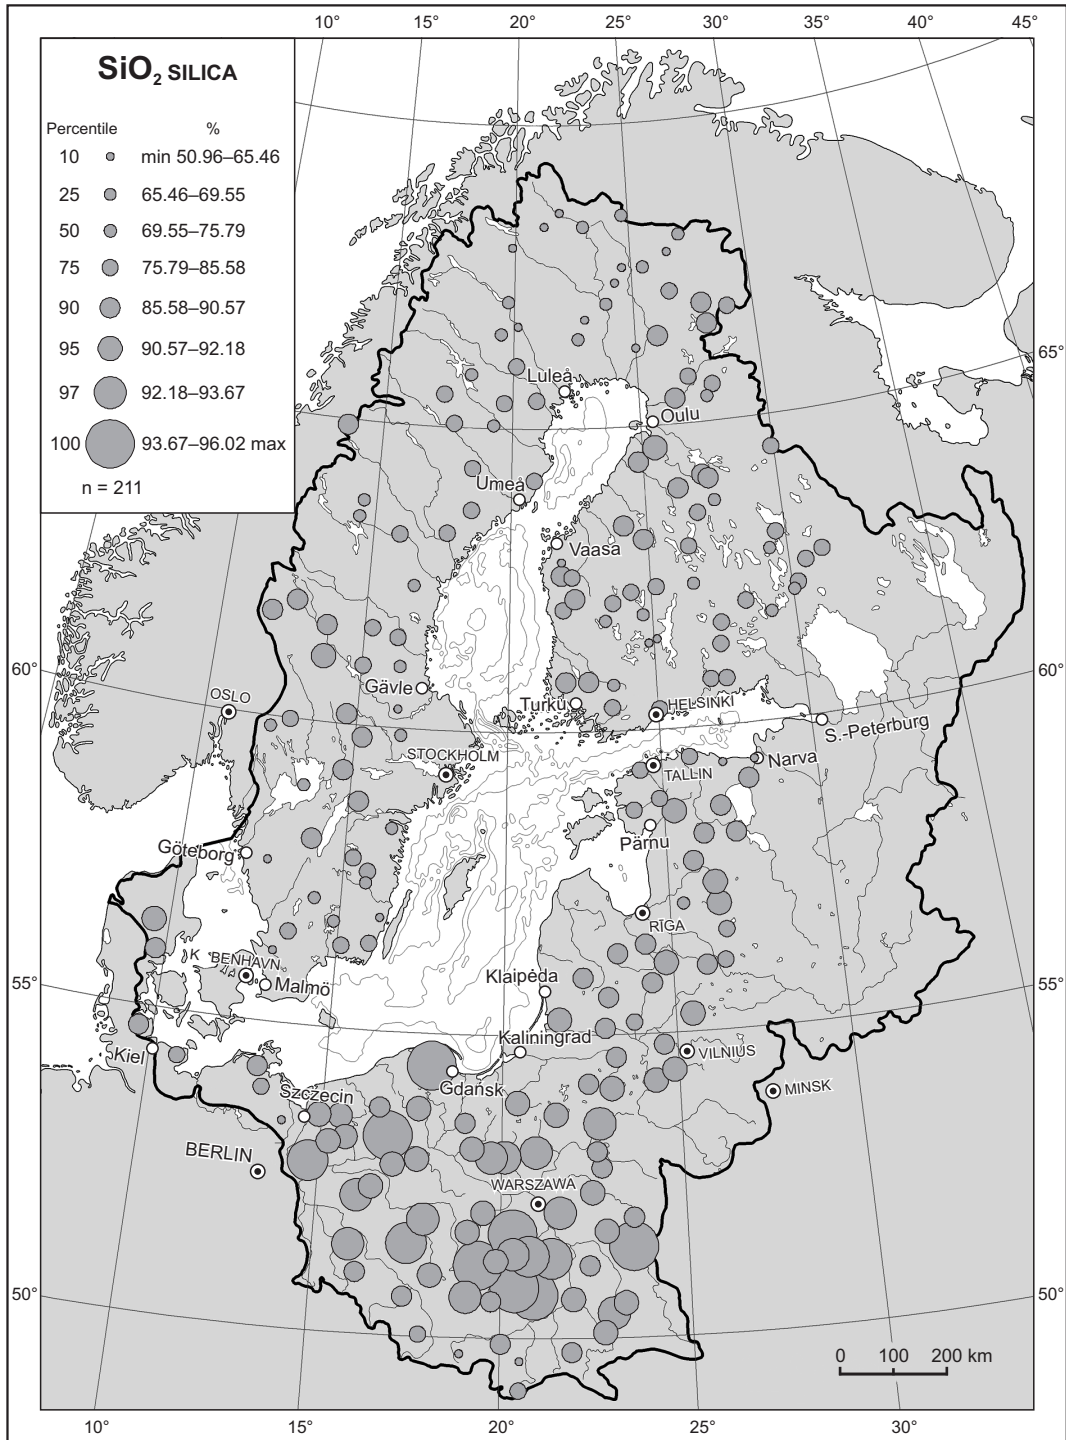 10° 15° 20° 25° 30° 35° 40° 45°
SiO2 SILICA
Percentile %
10 min 50.96–65.46
25 65.46–69.55
50 69.55–75.79
75 75.79–85.58
90 85.58–90.57
95 90.57–92.18
97 92.18–93.67
100 93.67–96.02 max
n = 211
65°
Luleå
Oulu
Umeå
Vaasa
60° 60°
Gävle
OSLO
Turku
HELSINKI
S.-Peterburg
STOCKHOLM
Narva
TALLIN
Göteborg
Pärnu
RĪGA
K BENHAVN
Malmö
Klaipėda
55° 55°
Kaliningrad
Kiel
VILNIUS
Gdańsk
MINSK
Szczecin
BERLIN
WARSZAWA
50° 50°
0 100 200 km
10° 15° 20° 25° 30°